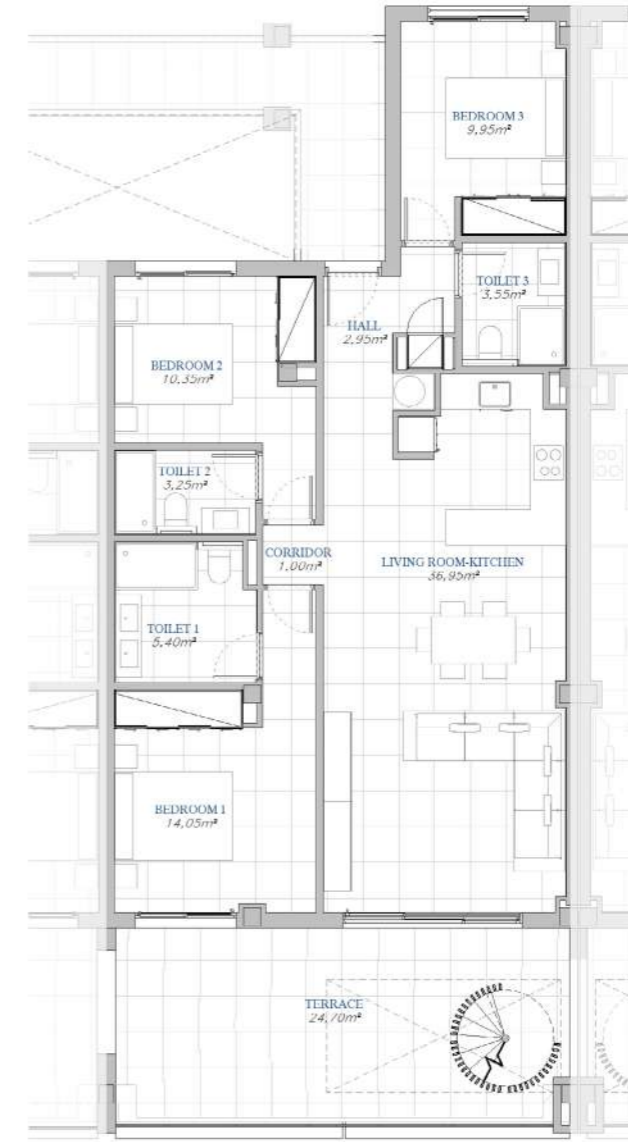 BEDROOM 3
9,95m²
TOILET 3
3,55m²
HALL
2,95m²
BEDROOM 2
10,35m²
TOILET 2
3,25m²
CORRIDOR
1,00m²
LIVING ROOM-KITCHEN
36,95m²
TOILET 1
5,40m²
BEDROOM 1
14,05m²
TERRACE
24,70m²